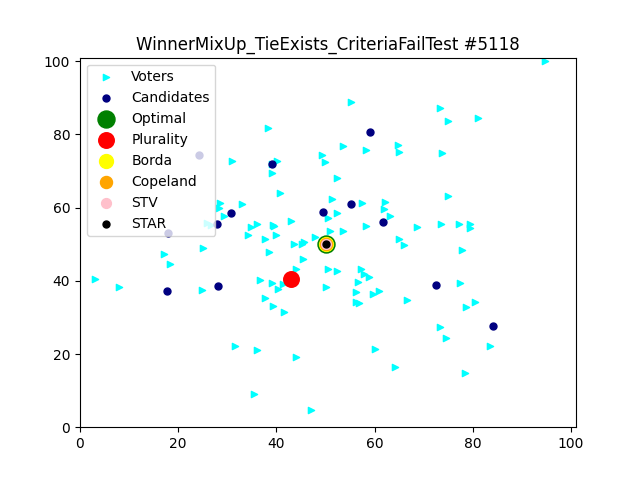 WinnerMixUp_TieExists_CriteriaFailTest #5118
Voters
Candidates
Optimal
Plurality
Borda
Copeland
STV
STAR
100
80
60
40
20
0
0 20 40 60 80 100